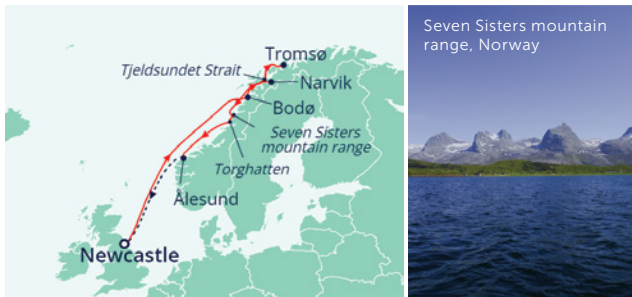 Tromsø
Tjeldsundet Strait
Narvik
Bodø
Seven Sisters
mountain range
Torghatten
Ålesund
Newcastle
Seven Sisters mountain
range, Norway